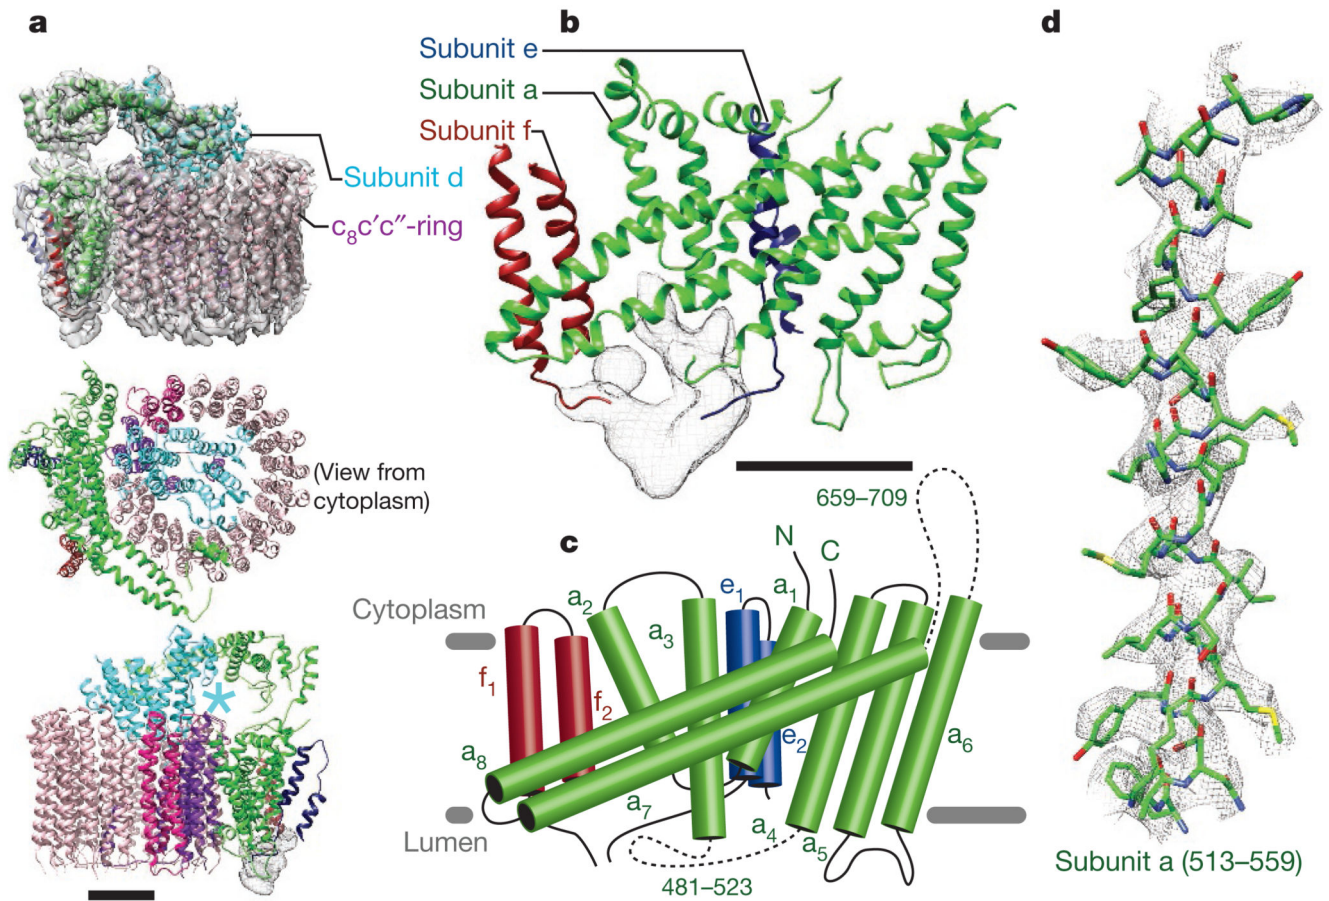 a
b
d
Subunit e
Subunit a
Subunit f
Subunit d
c₈c′c″-ring
(View from
cytoplasm)
659–709
c
N
C
Cytoplasm
a₂
e₁
a₁
a₃
f₁
f₂
e₂
a₆
a₈
a₇
a₄
a₅
Lumen
481–523
Subunit a (513–559)
*